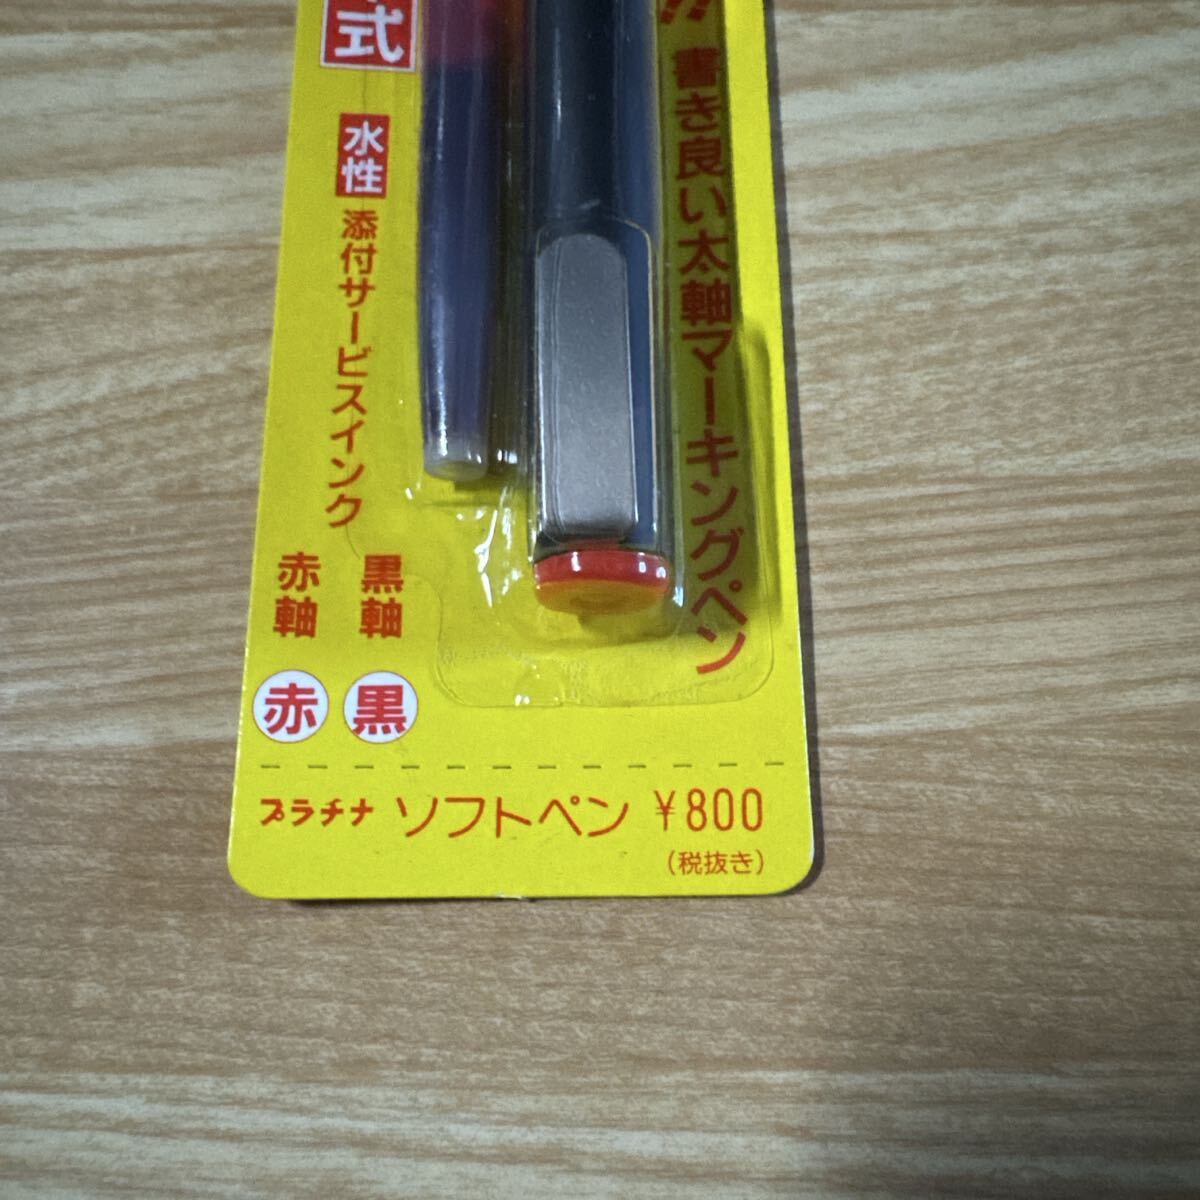 !! 書き良い太軸マーキングペン
式
水性
添付サービスインク
黒軸
黒
赤軸
赤
プラチナ ソフトペン ¥800
(税抜き)